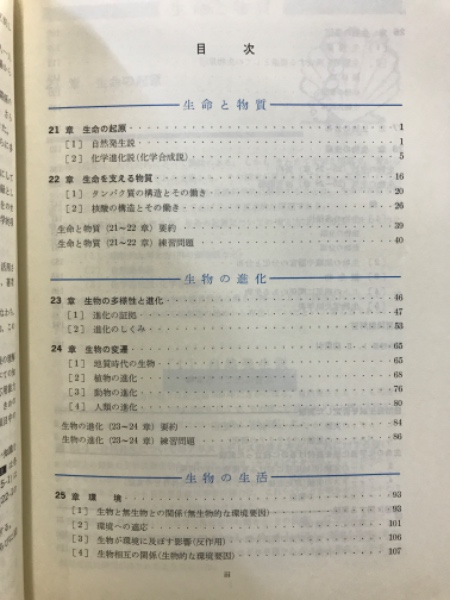 目 次
生命と物質
21 章 生命の起原 1
[1] 自然発生説 1
[2] 化学進化説(化学合成説) 5
22 章 生命を支える物質 16
[1] タンパク質の構造とその働き 20
[2] 核酸の構造とその働き 26
生命と物質 (21〜22 章) 要約 39
生命と物質 (21〜22 章) 練習問題 40
生物の進化
23 章 生物の多様性と進化 46
[1] 進化の証拠 47
[2] 進化のしくみ 53
24 章 生物の変遷 65
[1] 地質時代の生物 65
[2] 植物の進化 68
[3] 動物の進化 76
[4] 人類の進化 80
生物の進化 (23〜24 章) 要約 84
生物の進化 (23〜24 章) 練習問題 86
生物の生活
25 章 環 境 93
[1] 生物と無生物との関係(無生物的な環境要因) 93
[2] 環境への適応 101
[3] 生物が環境に及ぼす影響(反作用) 106
[4] 生物相互の関係(生物的な環境要因) 107
iii